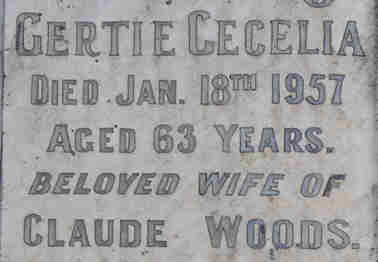 GERTIE CECELIA
DIED JAN. 18TH 1957
AGED 63 YEARS.
BELOVED WIFE OF
CLAUDE WOODS.